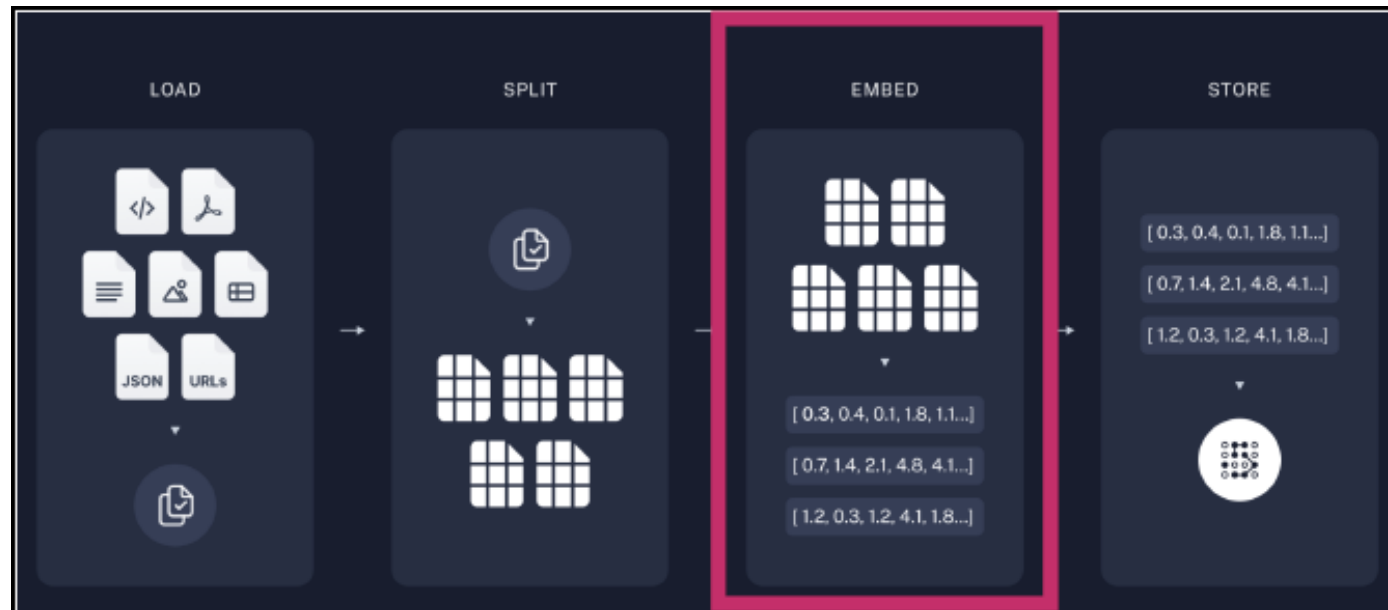 LOAD
SPLIT
EMBED
STORE
</>
JSON
URLs
[ 0.3, 0.4, 0.1, 1.8, 1.1...]
[ 0.7, 1.4, 2.1, 4.8, 4.1...]
[ 1.2, 0.3, 1.2, 4.1, 1.8...]
[ 0.3, 0.4, 0.1, 1.8, 1.1...]
[ 0.7, 1.4, 2.1, 4.8, 4.1...]
[ 1.2, 0.3, 1.2, 4.1, 1.8...]